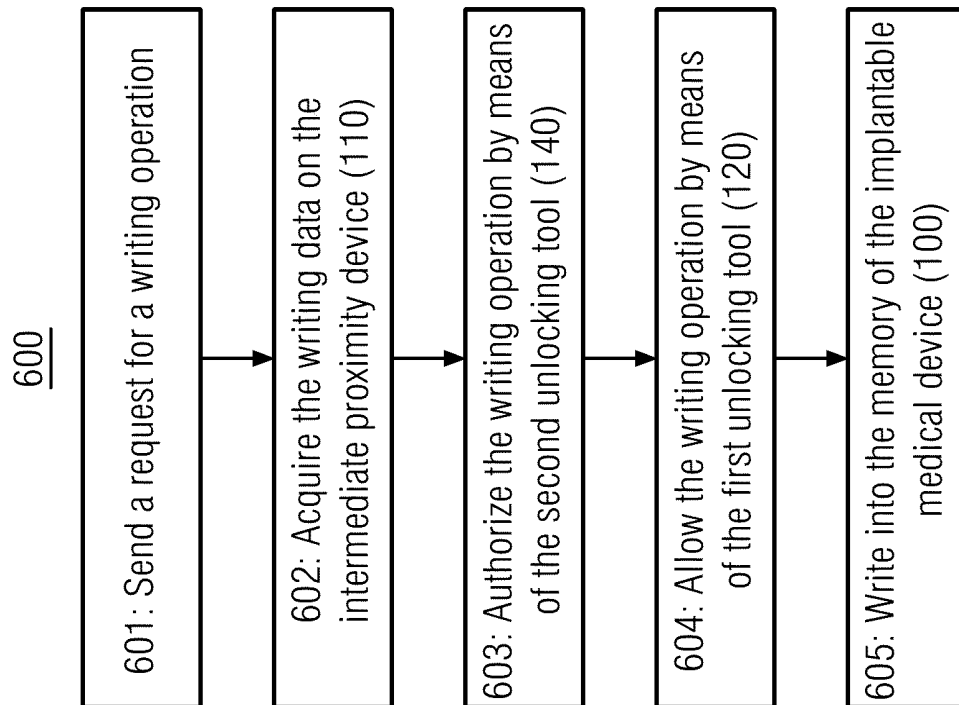 600
601: Send a request for a writing operation
602: Acquire the writing data on the
intermediate proximity device (110)
603: Authorize the writing operation by means
of the second unlocking tool (140)
604: Allow the writing operation by means
of the first unlocking tool (120)
605: Write into the memory of the implantable
medical device (100)